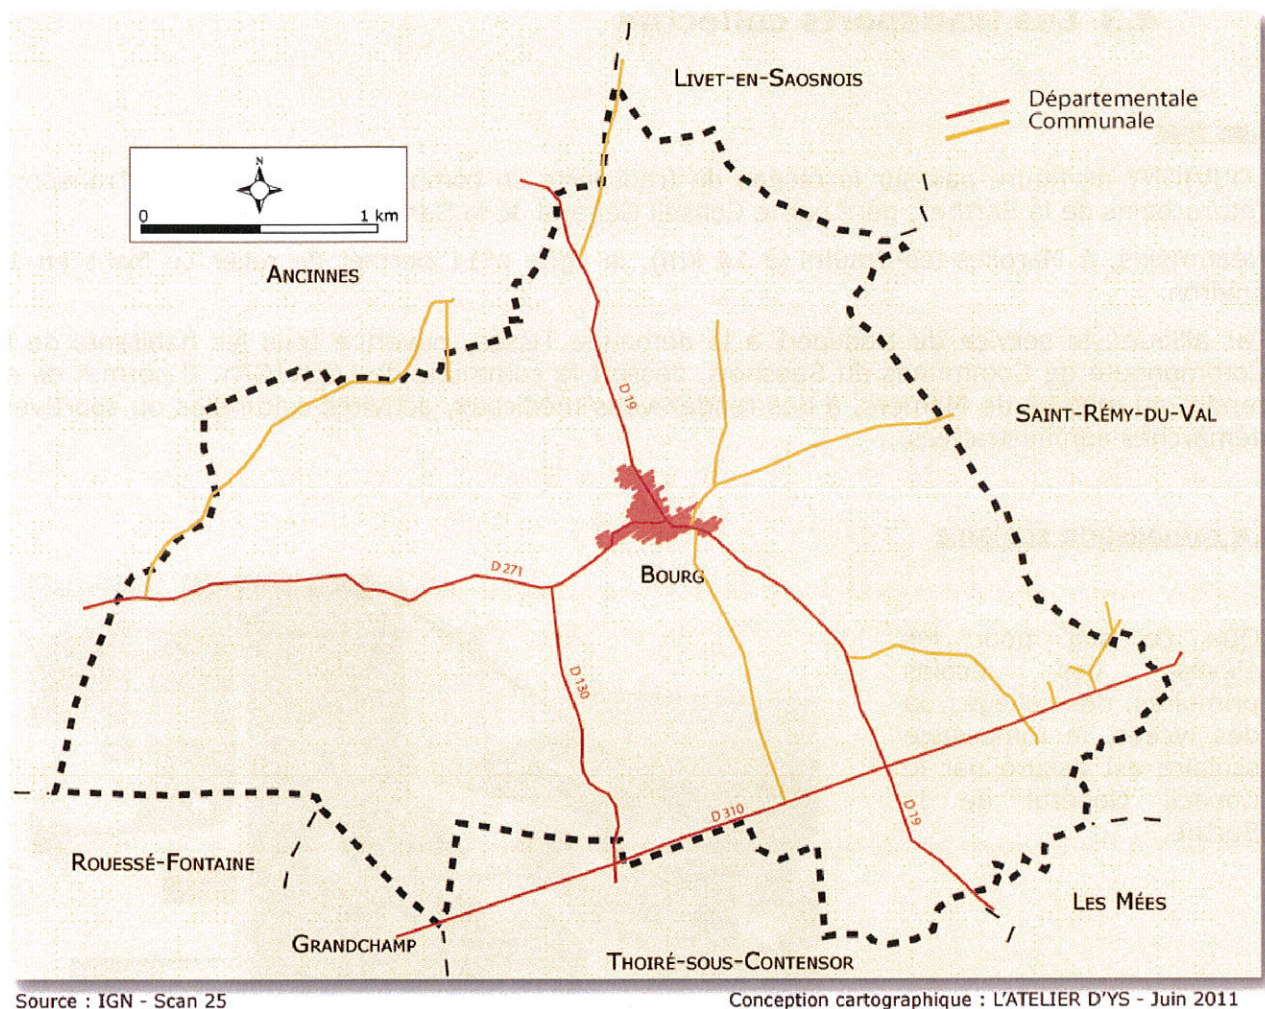 LIVET-EN-SAOSNOIS
Départementale
Communale
N
0 1 km
ANCINNES
D 19
SAINT-RÉMY-DU-VAL
BOURG
D 271
D 130
D 310
D 19
ROUESSÉ-FONTAINE
GRANDCHAMP
LES MÉES
THOIRÉ-SOUS-CONTENSOR
Source : IGN - Scan 25
Conception cartographique : L'ATELIER D'YS - Juin 2011